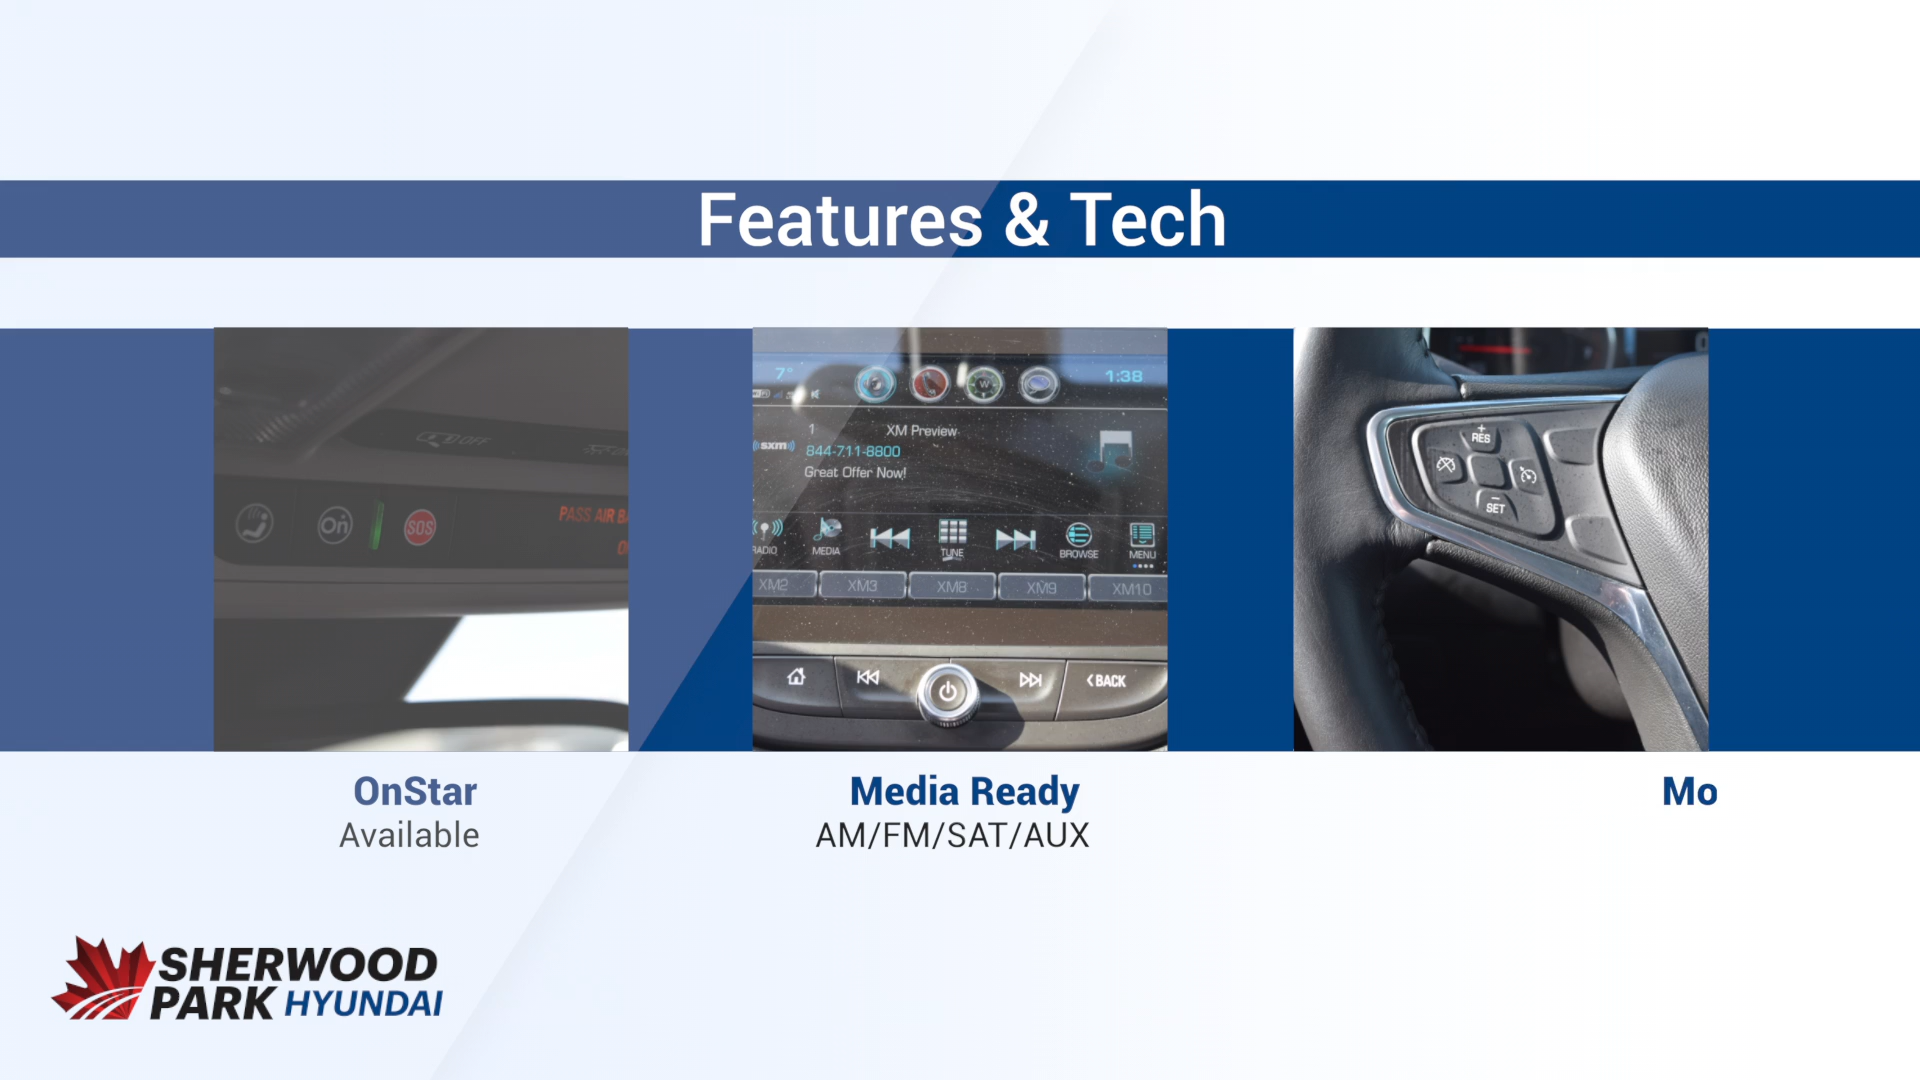 Features & Tech
OFF
On
SOS
PASS AIR BA
7°
1:38
1 XM Preview
sxm
844-711-8800
Great Offer Now!
RADIO
MEDIA
TUNE
BROWSE
MENU
XM2
XM3
XM8
XM9
XM10
BACK
+
RES
SET
OnStar
Available
Media Ready
AM/FM/SAT/AUX
Mo
SHERWOOD
PARK HYUNDAI